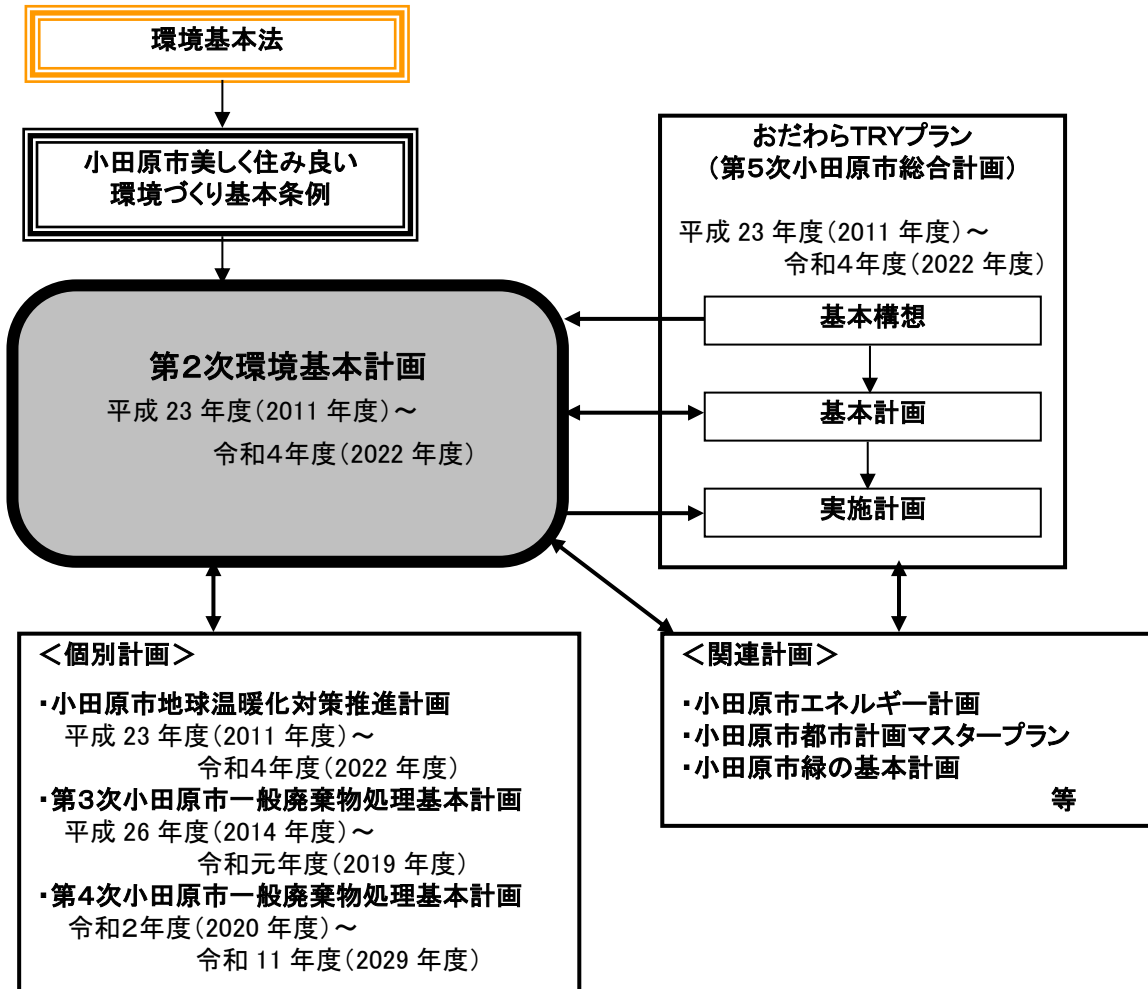 環境基本法
小田原市美しく住み良い
環境づくり基本条例
第2次環境基本計画
平成 23 年度(2011 年度)~
令和4年度(2022 年度)
おだわらTRYプラン
(第5次小田原市総合計画)
平成 23 年度(2011 年度)~
令和4年度(2022 年度)
基本構想
基本計画
実施計画
<個別計画>
・小田原市地球温暖化対策推進計画
平成 23 年度(2011 年度)~
令和4年度(2022 年度)
・第3次小田原市一般廃棄物処理基本計画
平成 26 年度(2014 年度)~
令和元年度(2019 年度)
・第4次小田原市一般廃棄物処理基本計画
令和2年度(2020 年度)~
令和 11 年度(2029 年度)
<関連計画>
・小田原市エネルギー計画
・小田原市都市計画マスタープラン
・小田原市緑の基本計画
等